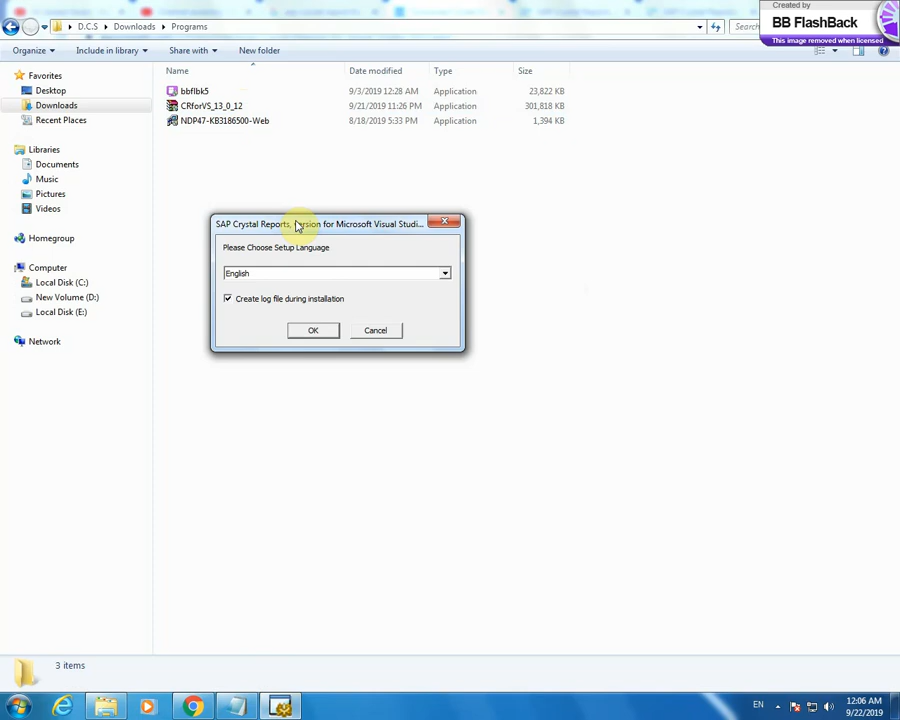 Created by
BB FlashBack
This image removed when licensed
D.C.S ▸ Downloads ▸ Programs
Organize
Include in library
Share with
New folder
Name
Date modified
Type
Size
Favorites
Desktop
Downloads
Recent Places
Libraries
Documents
Music
Pictures
Videos
Homegroup
Computer
Local Disk (C:)
New Volume (D:)
Local Disk (E:)
Network
bbflbk5 9/3/2019 12:28 AM Application 23,822 KB
CRforVS_13_0_12 9/21/2019 11:26 PM Application 301,818 KB
NDP47-KB3186500-Web 8/18/2019 5:33 PM Application 1,394 KB
SAP Crystal Reports, version for Microsoft Visual Studi...
Please Choose Setup Language
English
Create log file during installation
OK
Cancel
3 items
EN
12:06 AM
9/22/2019